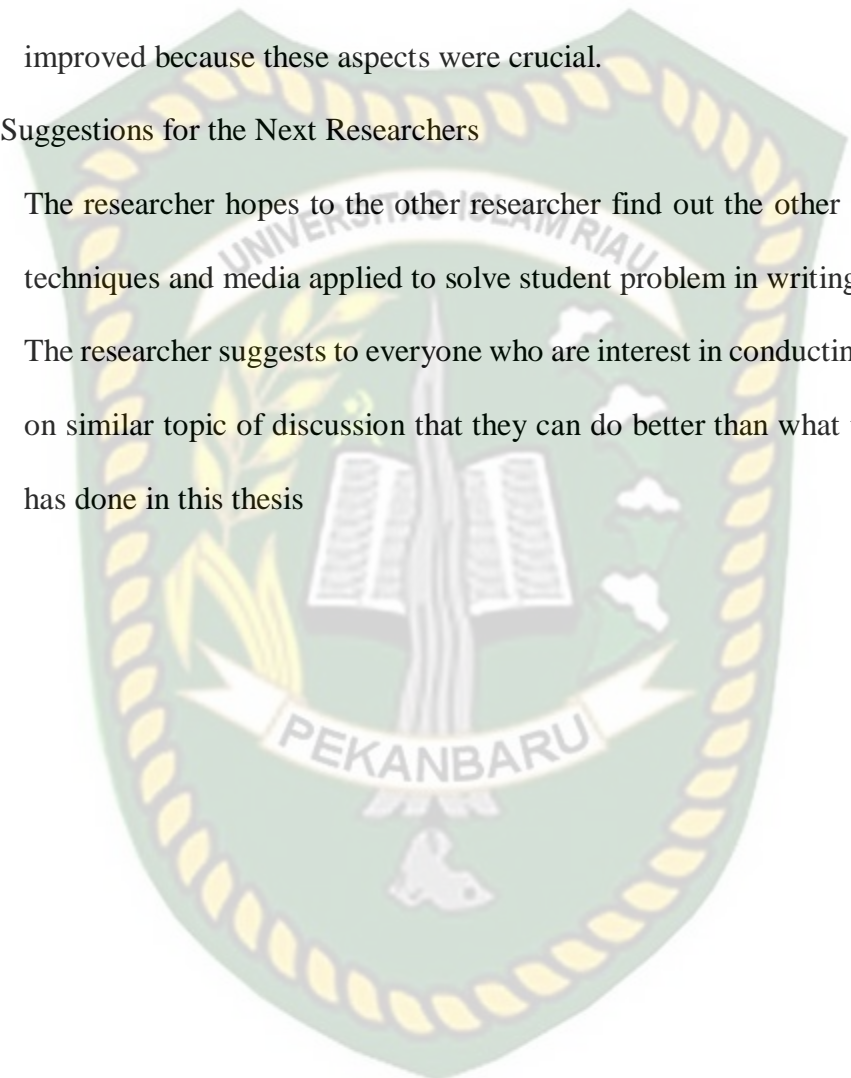 improved because these aspects were crucial.
Suggestions for the Next Researchers
The researcher hopes to the other researcher find out the other
UNIVERSITAS ISLAM RIAU
techniques and media applied to solve student problem in writing
The researcher suggests to everyone who are interest in conductin
on similar topic of discussion that they can do better than what
has done in this thesis
PEKANBARU